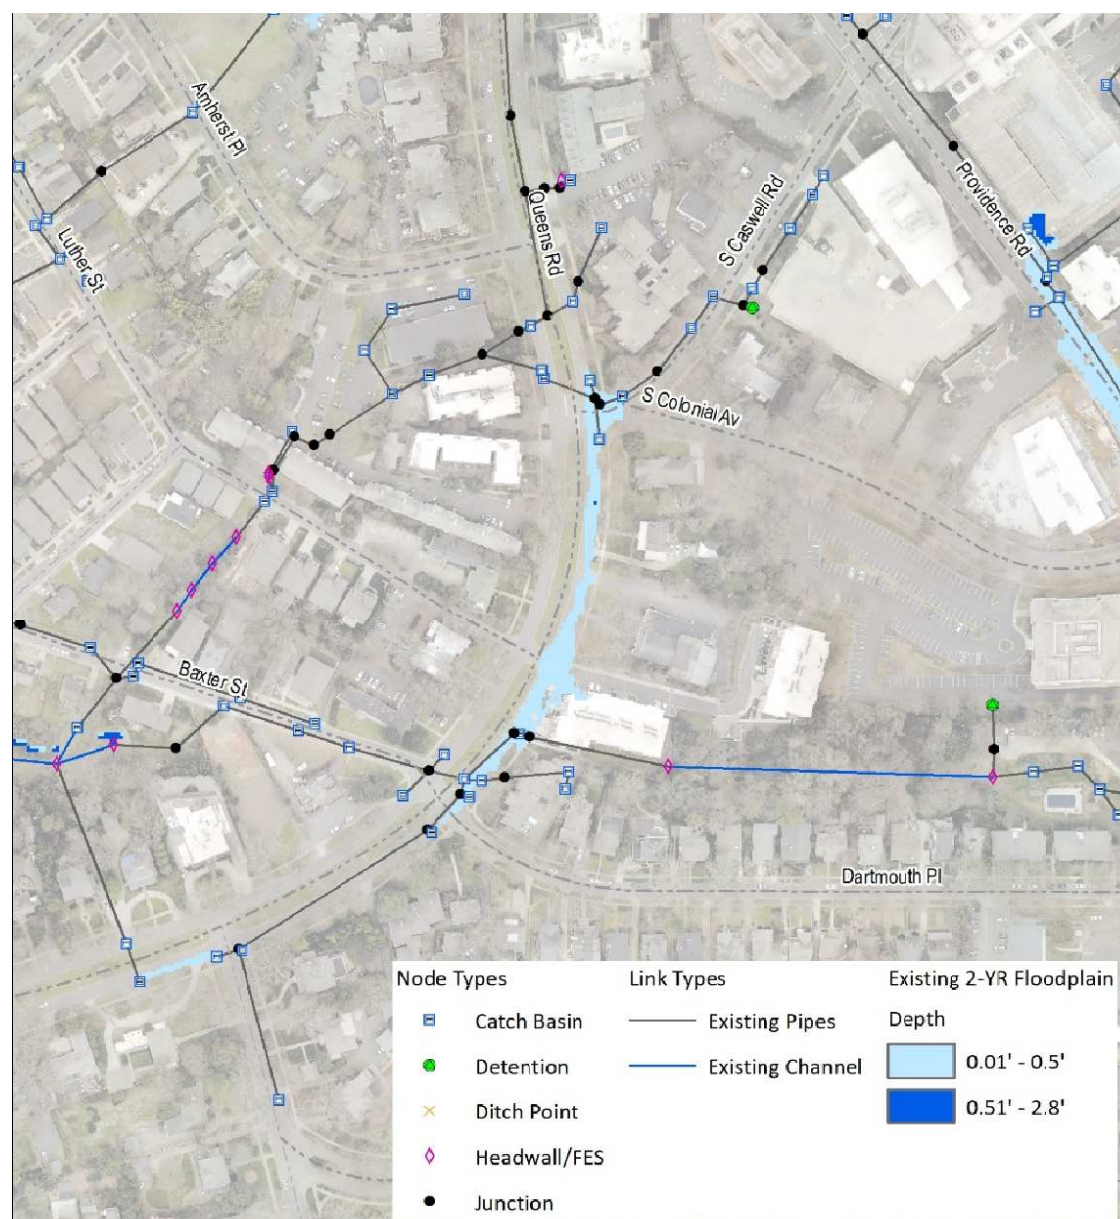 Amherst Pl
Luther St
Queens Rd
S Caswell Rd
Providence Rd
S Colonial Av
Baxter St
Dartmouth Pl
Node Types
Catch Basin
Detention
Ditch Point
Headwall/FES
Junction
Link Types
Existing Pipes
Existing Channel
Existing 2-YR Floodplain
Depth
0.01' - 0.5'
0.51' - 2.8'